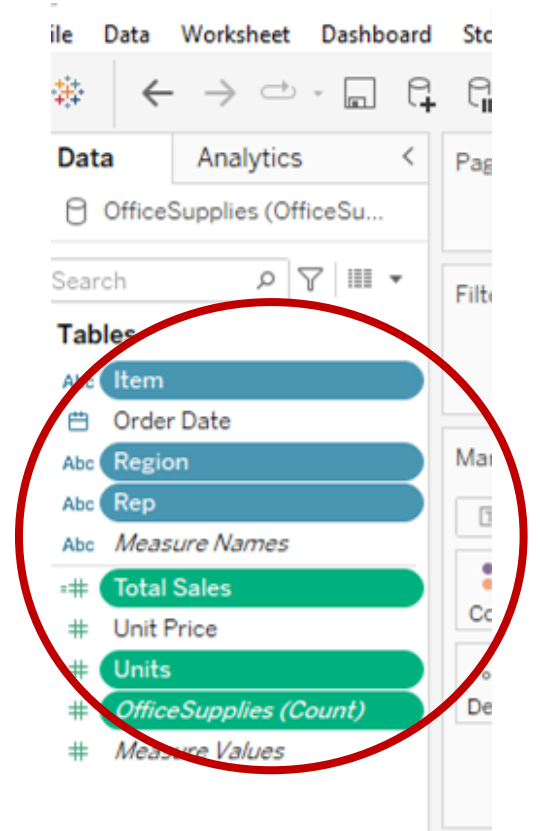 ile Data Worksheet Dashboard Sto
Data Analytics <
Pag
OfficeSupplies (OfficeSu...
Search
Filte
Tables
Abc Item
Order Date
Abc Region
Mar
Abc Rep
Abc Measure Names
=# Total Sales
Co
# Unit Price
# Units
# OfficeSupplies (Count)
De
# Measure Values